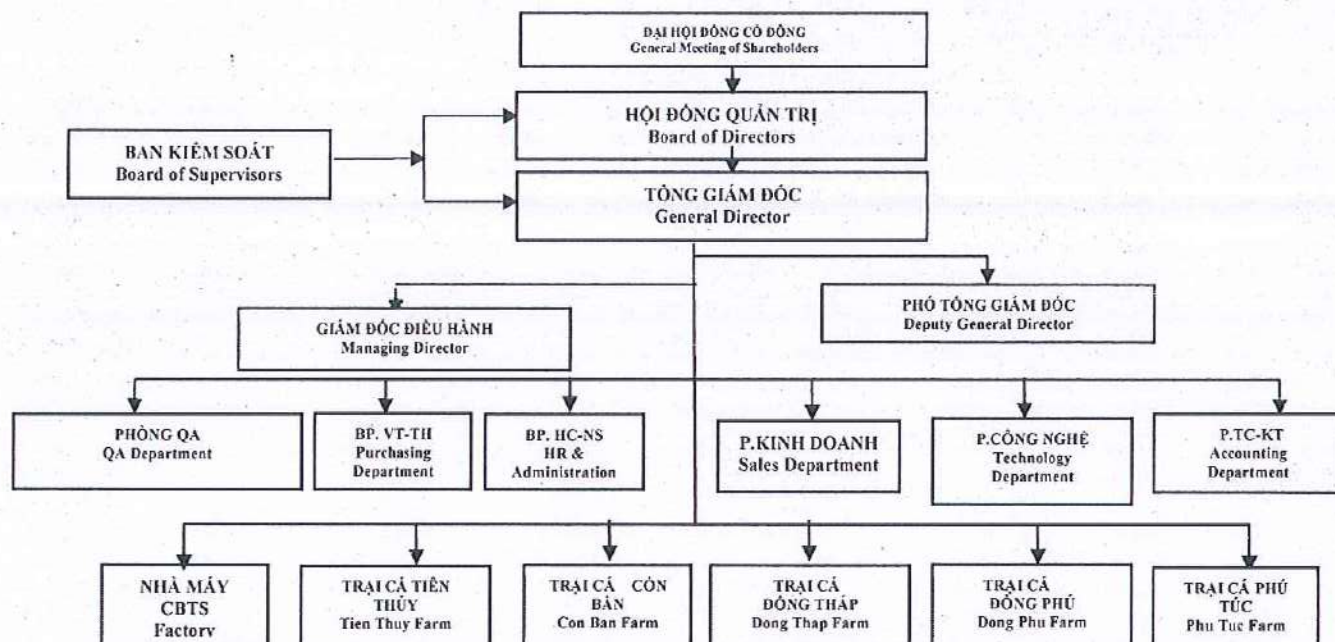 ĐẠI HỘI ĐỒNG CỔ ĐÔNG
General Meeting of Shareholders
HỘI ĐỒNG QUẢN TRỊ
Board of Directors
BAN KIỂM SOÁT
Board of Supervisors
TỔNG GIÁM ĐỐC
General Director
PHÓ TỔNG GIÁM ĐỐC
Deputy General Director
GIÁM ĐỐC ĐIỀU HÀNH
Managing Director
PHÒNG QA
QA Department
BP. VT-TH
Purchasing
Department
BP. HC-NS
HR &
Administration
P.KINH DOANH
Sales Department
P.CÔNG NGHỆ
Technology
Department
P.TC-KT
Accounting
Department
NHÀ MÁY
CBTS
Factory
TRẠI CÁ TIÊN
THỦY
Tien Thuy Farm
TRẠI CÁ CỒN
BẦN
Con Ban Farm
TRẠI CÁ
ĐỒNG THÁP
Dong Thap Farm
TRẠI CÁ
ĐÔNG PHÚ
Dong Phu Farm
TRẠI CÁ PHÚ
TÚC
Phu Tuc Farm